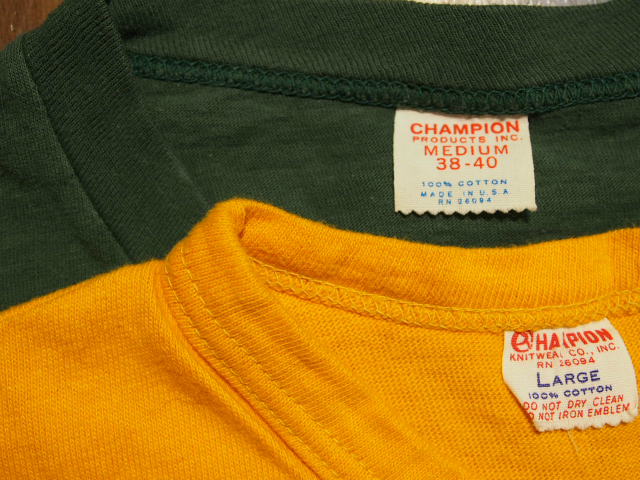 CHAMPION
PRODUCTS INC.
MEDIUM
38-40
100% COTTON
MADE IN U.S.A
RN 26094
CHAMPION
KNITWEAR CO., INC.
RN 26094
LARGE
100% COTTON
DO NOT DRY CLEAN
DO NOT IRON EMBLEM